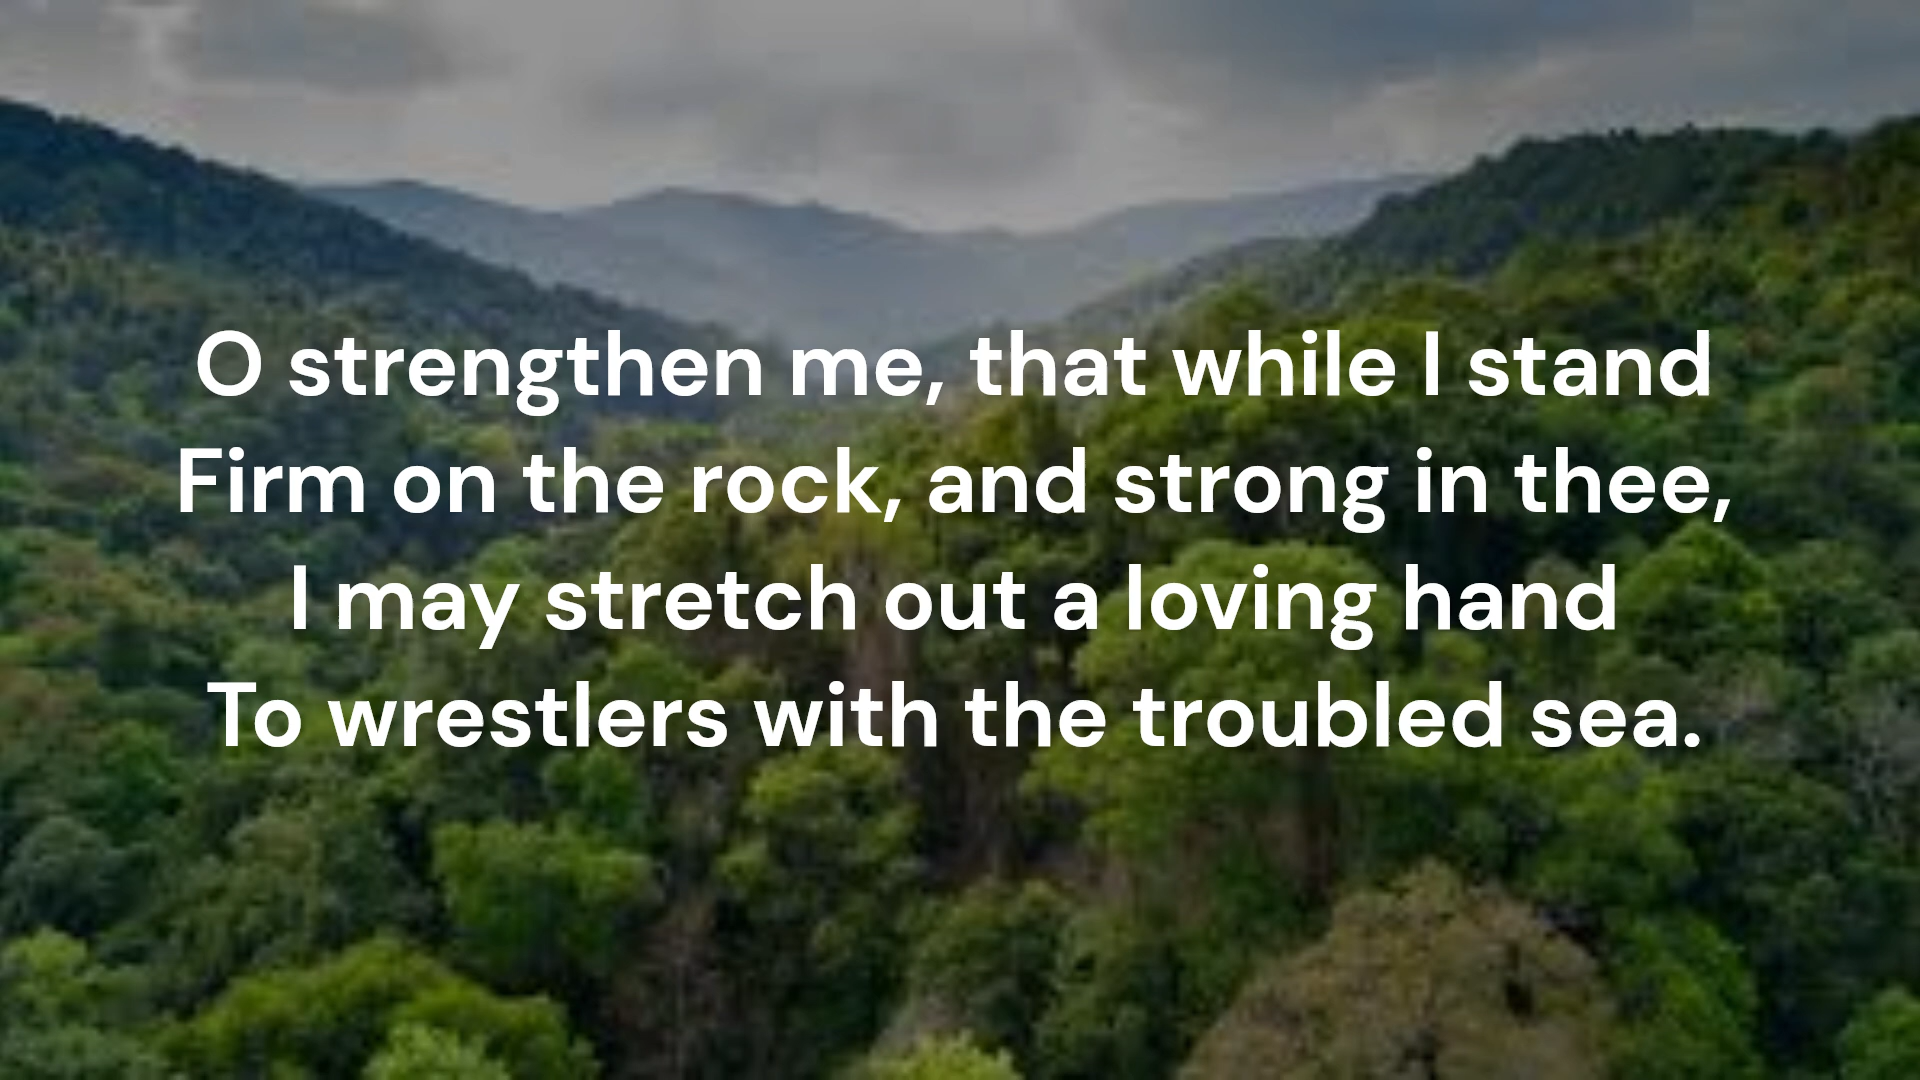 O strengthen me, that while I stand
Firm on the rock, and strong in thee,
I may stretch out a loving hand
To wrestlers with the troubled sea.